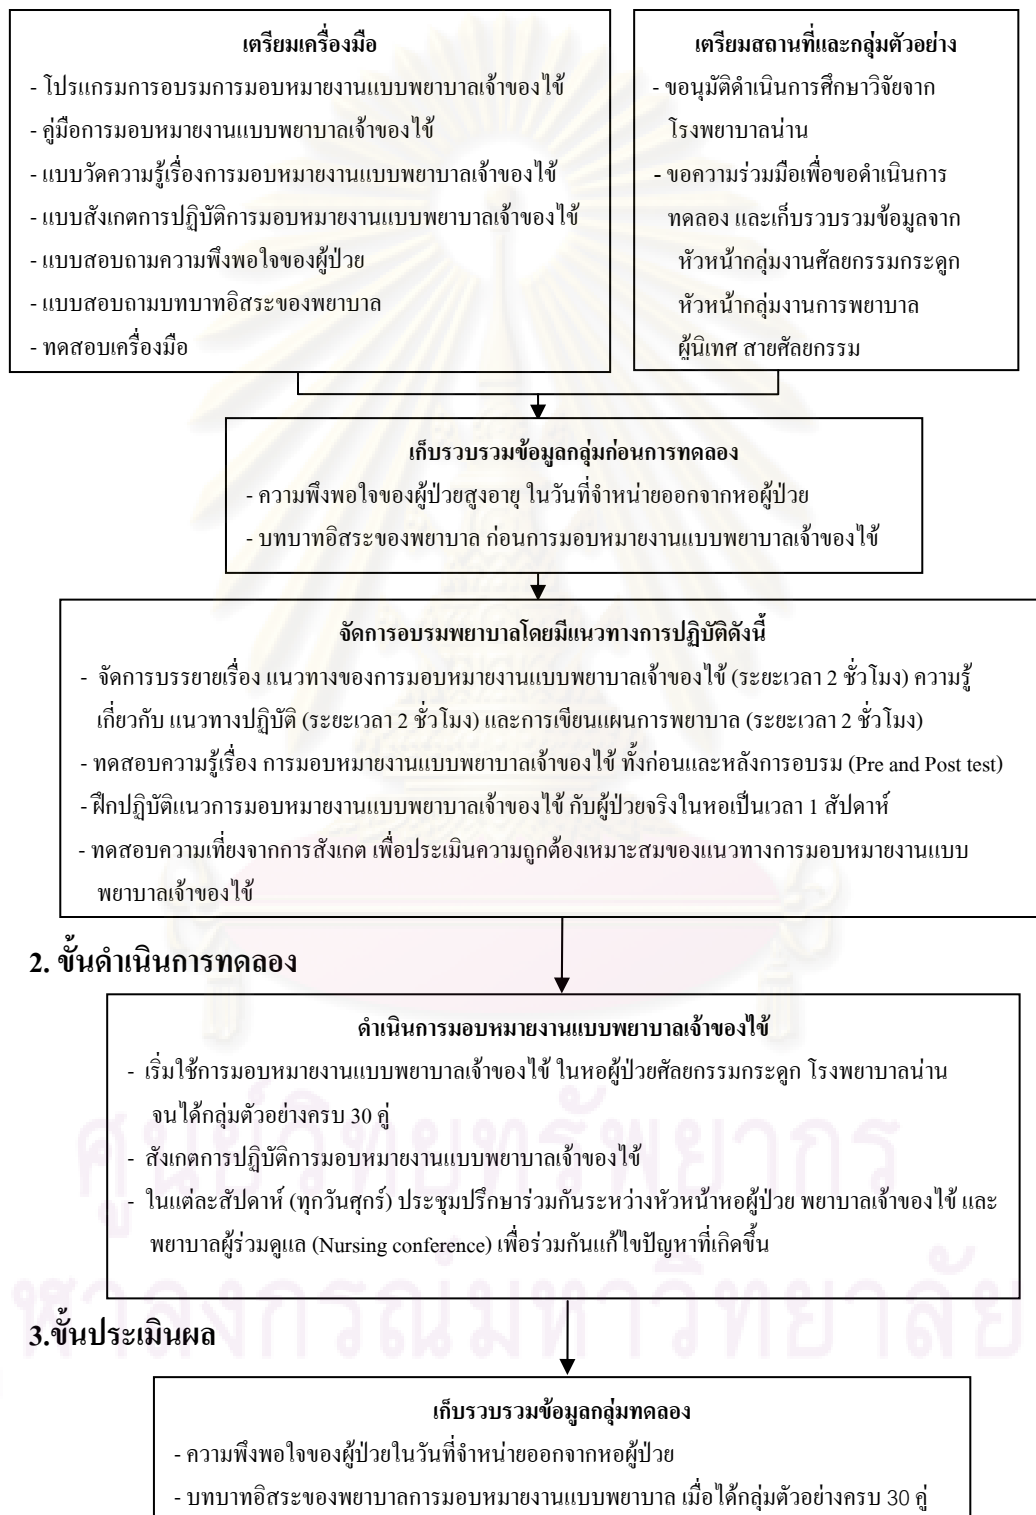 เตรียมเครื่องมือ
- โปรแกรมการอบรมการมอบหมายงานแบบพยาบาลเจ้าของไข้
- คู่มือการมอบหมายงานแบบพยาบาลเจ้าของไข้
- แบบวัดความรู้เรื่องการมอบหมายงานแบบพยาบาลเจ้าของไข้
- แบบสังเกตการปฏิบัติการมอบหมายงานแบบพยาบาลเจ้าของไข้
- แบบสอบถามความพึงพอใจของผู้ป่วย
- แบบสอบถามบทบาทอิสระของพยาบาล
- ทดสอบเครื่องมือ
เตรียมสถานที่และกลุ่มตัวอย่าง
- ขอนุมัติดำเนินการศึกษาวิจัยจาก
โรงพยาบาลน่าน
- ขอความร่วมมือเพื่อขอดำเนินการ
ทดลอง และเก็บรวบรวมข้อมูลจาก
หัวหน้ากลุ่มงานศัลยกรรมกระดูก
หัวหน้ากลุ่มงานการพยาบาล
ผู้นิเทศ สายศัลยกรรม
เก็บรวบรวมข้อมูลกลุ่มก่อนการทดลอง
- ความพึงพอใจของผู้ป่วยสูงอายุ ในวันที่จำหน่ายออกจากหอผู้ป่วย
- บทบาทอิสระของพยาบาล ก่อนการมอบหมายงานแบบพยาบาลเจ้าของไข้
จัดการอบรมพยาบาลโดยมีแนวทางการปฏิบัติดังนี้
- จัดการบรรยายเรื่อง แนวทางของการมอบหมายงานแบบพยาบาลเจ้าของไข้ (ระยะเวลา 2 ชั่วโมง) ความรู้
เกี่ยวกับ แนวทางปฏิบัติ (ระยะเวลา 2 ชั่วโมง) และการเขียนแผนการพยาบาล (ระยะเวลา 2 ชั่วโมง)
- ทดสอบความรู้เรื่อง การมอบหมายงานแบบพยาบาลเจ้าของไข้ ทั้งก่อนและหลังการอบรม (Pre and Post test)
- ฝึกปฏิบัติแนวการมอบหมายงานแบบพยาบาลเจ้าของไข้ กับผู้ป่วยจริงในหอเป็นเวลา 1 สัปดาห์
- ทดสอบความเที่ยงจากการสังเกต เพื่อประเมินความถูกต้องเหมาะสมของแนวทางการมอบหมายงานแบบ
พยาบาลเจ้าของไข้
2. ขั้นดำเนินการทดลอง
ดำเนินการมอบหมายงานแบบพยาบาลเจ้าของไข้
- เริ่มใช้การมอบหมายงานแบบพยาบาลเจ้าของไข้ ในหอผู้ป่วยศัลยกรรมกระดูก โรงพยาบาลน่าน
จนได้กลุ่มตัวอย่างครบ 30 คู่
- สังเกตการปฏิบัติการมอบหมายงานแบบพยาบาลเจ้าของไข้
- ในแต่ละสัปดาห์ (ทุกวันศุกร์) ประชุมปรึกษาร่วมกันระหว่างหัวหน้าหอผู้ป่วย พยาบาลเจ้าของไข้ และ
พยาบาลผู้ร่วมดูแล (Nursing conference) เพื่อร่วมกันแก้ไขปัญหาที่เกิดขึ้น
ศูนย์วิทยทรัพยากร
จุฬาลงกรณ์มหาวิทยาลัย
3.ขั้นประเมินผล
เก็บรวบรวมข้อมูลกลุ่มทดลอง
- ความพึงพอใจของผู้ป่วยในวันที่จำหน่ายออกจากหอผู้ป่วย
- บทบาทอิสระของพยาบาลการมอบหมายงานแบบพยาบาล เมื่อได้กลุ่มตัวอย่างครบ 30 คู่